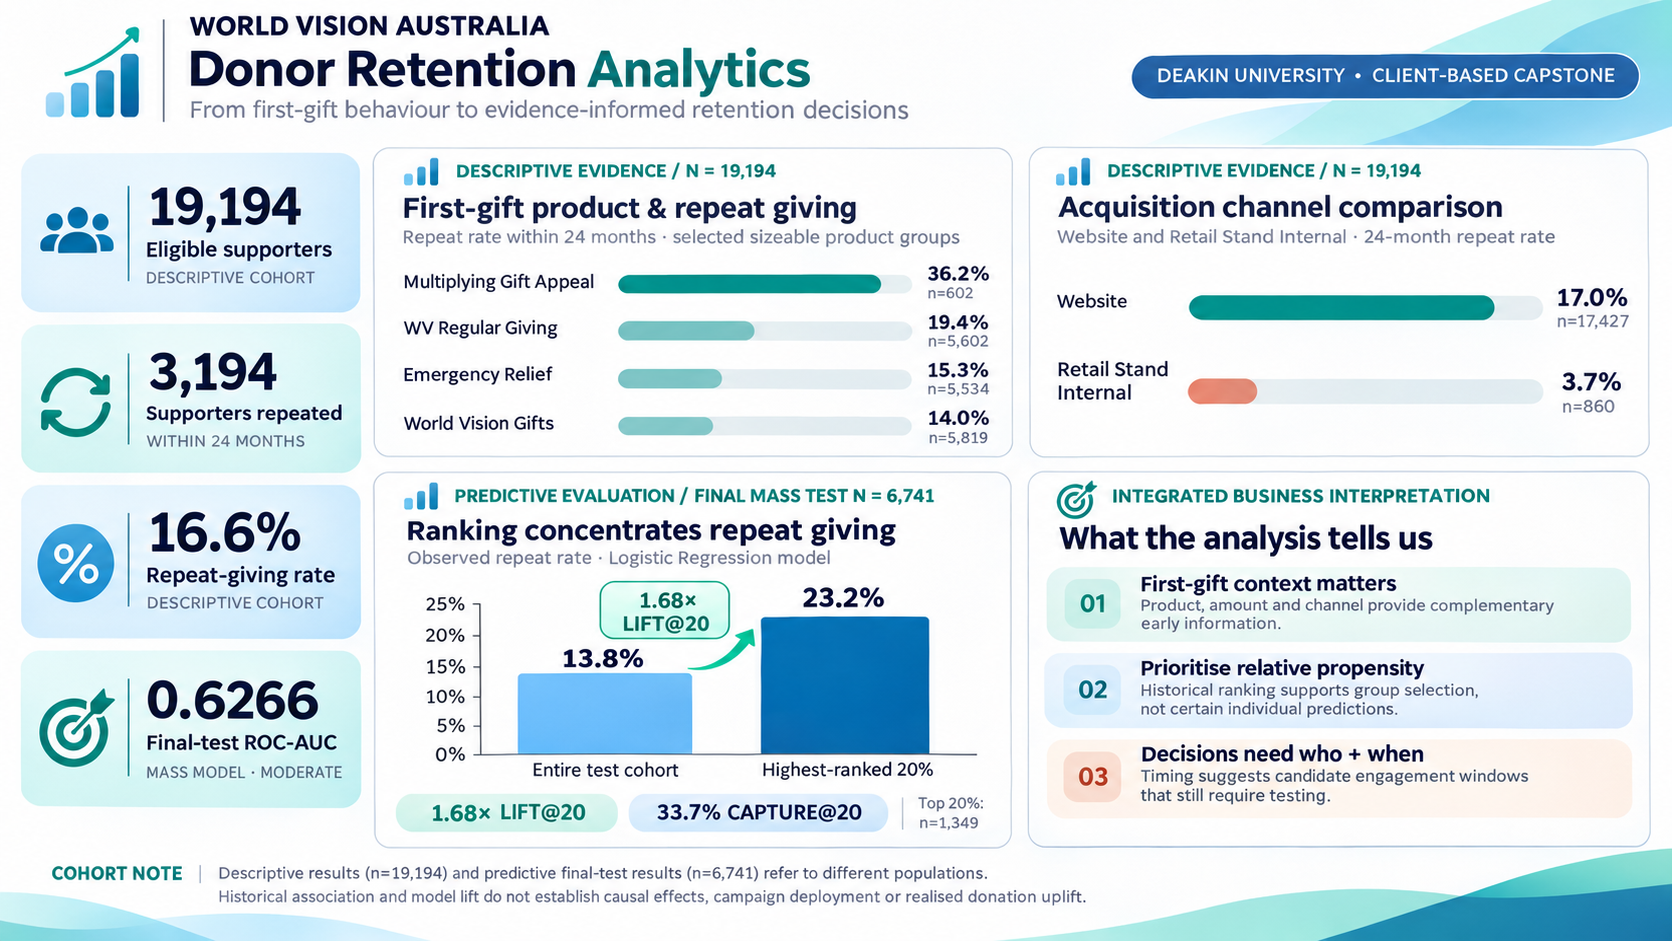 WORLD VISION AUSTRALIA
Donor Retention Analytics
From first-gift behaviour to evidence-informed retention decisions
DEAKIN UNIVERSITY • CLIENT-BASED CAPSTONE
19,194
Eligible supporters
DESCRIPTIVE COHORT
3,194
Supporters repeated
WITHIN 24 MONTHS
%
16.6%
Repeat-giving rate
DESCRIPTIVE COHORT
0.6266
Final-test ROC-AUC
MASS MODEL · MODERATE
DESCRIPTIVE EVIDENCE / N = 19,194
First-gift product & repeat giving
Repeat rate within 24 months · selected sizeable product groups
Multiplying Gift Appeal
36.2%
n=602
WV Regular Giving
19.4%
n=5,602
Emergency Relief
15.3%
n=5,534
World Vision Gifts
14.0%
n=5,819
DESCRIPTIVE EVIDENCE / N = 19,194
Acquisition channel comparison
Website and Retail Stand Internal · 24-month repeat rate
Website
17.0%
n=17,427
Retail Stand
Internal
3.7%
n=860
PREDICTIVE EVALUATION / FINAL MASS TEST N = 6,741
Ranking concentrates repeat giving
Observed repeat rate · Logistic Regression model
25%
20%
15%
10%
5%
0%
1.68×
LIFT@20
13.8%
23.2%
Entire test cohort
Highest-ranked 20%
1.68× LIFT@20
33.7% CAPTURE@20
Top 20%:
n=1,349
INTEGRATED BUSINESS INTERPRETATION
What the analysis tells us
01
First-gift context matters
Product, amount and channel provide complementary
early information.
02
Prioritise relative propensity
Historical ranking supports group selection,
not certain individual predictions.
03
Decisions need who + when
Timing suggests candidate engagement windows
that still require testing.
COHORT NOTE
Descriptive results (n=19,194) and predictive final-test results (n=6,741) refer to different populations.
Historical association and model lift do not establish causal effects, campaign deployment or realised donation uplift.